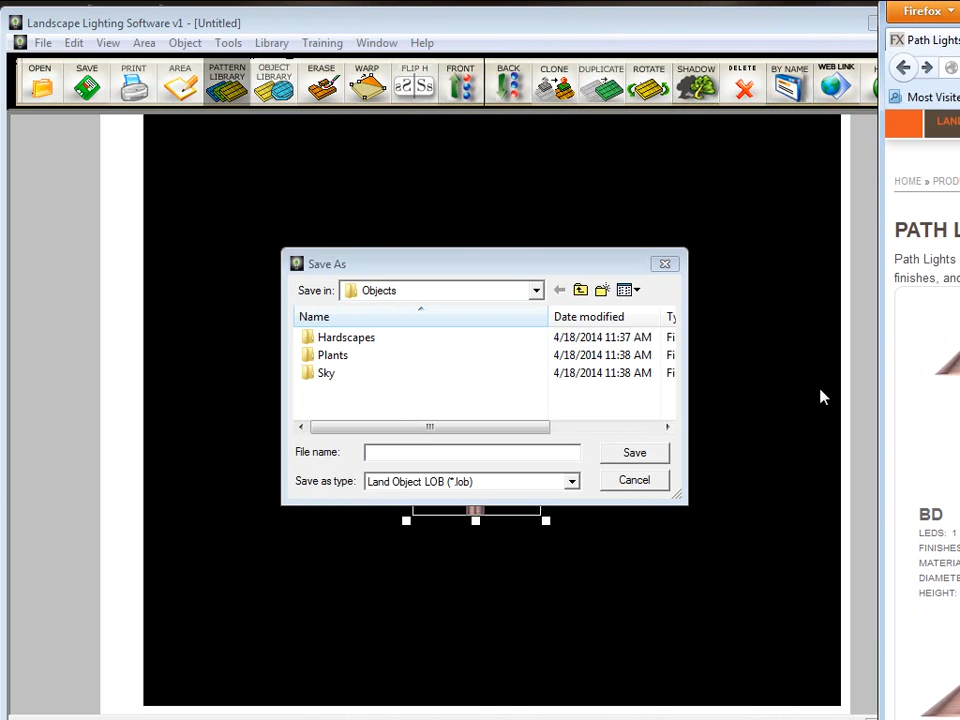 Landscape Lighting Software v1 - [Untitled]
File Edit View Area Object Tools Library Training Window Help
OPEN SAVE PRINT AREA PATTERN LIBRARY OBJECT LIBRARY ERASE WARP FLIP H FRONT BACK CLONE DUPLICATE ROTATE SHADOW DELETE BY NAME WEB LINK
Save As
Save in: Objects
Name Date modified Ty
Hardscapes 4/18/2014 11:37 AM Fi
Plants 4/18/2014 11:38 AM Fi
Sky 4/18/2014 11:38 AM Fi
File name: Save
Save as type: Land Object LOB (*.lob) Cancel
Firefox
FX Path Lights
Most Visite
LAN
HOME » PROD
PATH L
Path Lights
finishes, and
BD
LEDS: 1
FINISHES
MATERIA
DIAMETE
HEIGHT: